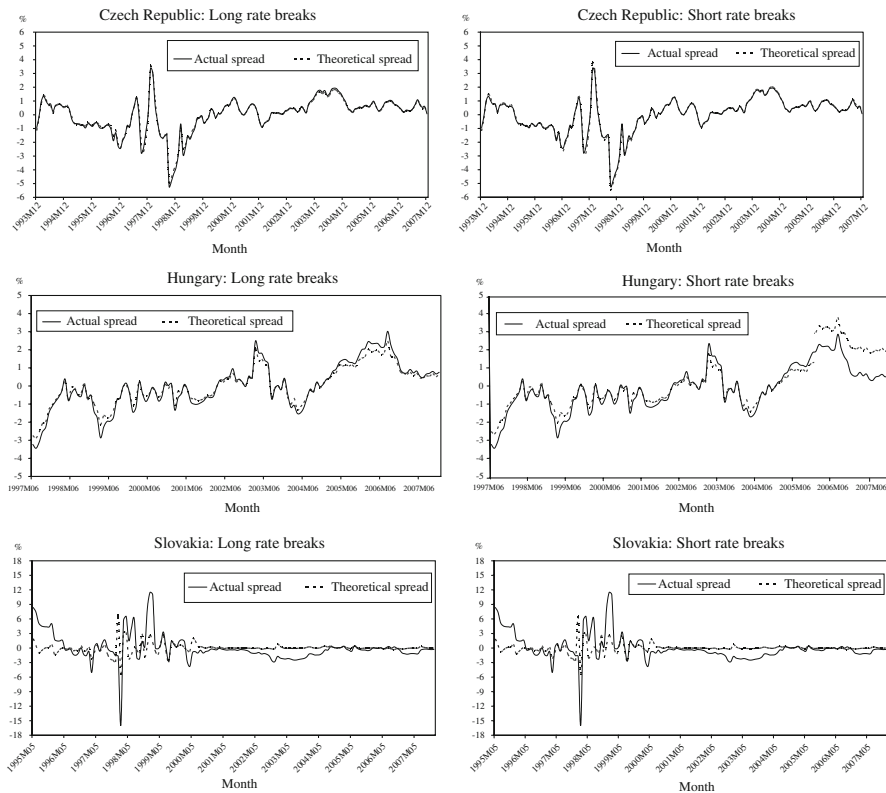 Czech Republic: Long rate breaks
%
6
5
4
3
2
1
0
-1
-2
-3
-4
-5
-6
Actual spread
Theoretical spread
1993M12
1994M12
1995M12
1996M12
1997M12
1998M12
1999M12
2000M12
2001M12
2002M12
2003M12
2004M12
2005M12
2006M12
2007M12
Month
Czech Republic: Short rate breaks
%
6
5
4
3
2
1
0
-1
-2
-3
-4
-5
-6
Actual spread
Theoretical spread
1993M12
1994M12
1995M12
1996M12
1997M12
1998M12
1999M12
2000M12
2001M12
2002M12
2003M12
2004M12
2005M12
2006M12
2007M12
Month
Hungary: Long rate breaks
%
5
4
3
2
1
0
-1
-2
-3
-4
-5
Actual spread
Theoretical spread
1997M06
1998M06
1999M06
2000M06
2001M06
2002M06
2003M06
2004M06
2005M06
2006M06
2007M06
Month
Hungary: Short rate breaks
%
5
4
3
2
1
0
-1
-2
-3
-4
-5
Actual spread
Theoretical spread
1997M06
1998M06
1999M06
2000M06
2001M06
2002M06
2003M06
2004M06
2005M06
2006M06
2007M06
Month
Slovakia: Long rate breaks
%
18
15
12
9
6
3
0
-3
-6
-9
-12
-15
-18
Actual spread
Theoretical spread
1995M05
1996M05
1997M05
1998M05
1999M05
2000M05
2001M05
2002M05
2003M05
2004M05
2005M05
2006M05
2007M05
Month
Slovakia: Short rate breaks
%
18
15
12
9
6
3
0
-3
-6
-9
-12
-15
-18
Actual spread
Theoretical spread
1995M05
1996M05
1997M05
1998M05
1999M05
2000M05
2001M05
2002M05
2003M05
2004M05
2005M05
2006M05
2007M05
Month